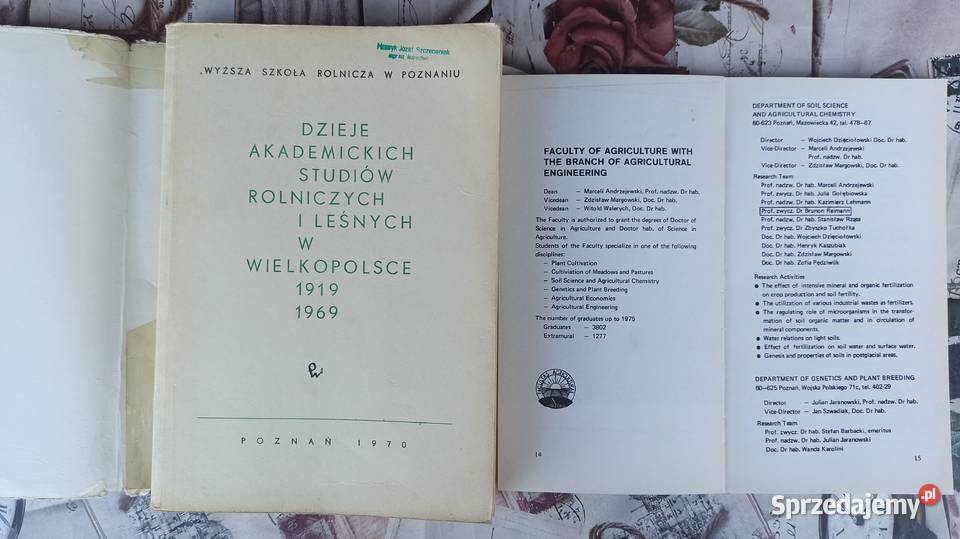 Henryk Józef Szczepaniak
mgr inż.
WYŻSZA SZKOŁA ROLNICZA W POZNANIU
DZIEJE
AKADEMICKICH
STUDIÓW
ROLNICZYCH
I LEŚNYCH
W
WIELKOPOLSCE
1919
1969
POZNAŃ 1970
FACULTY OF AGRICULTURE WITH
THE BRANCH OF AGRICULTURAL
ENGINEERING
Dean — Marceli Andrzejewski, Prof. nadzw. Dr hab.
Vicedean — Zdzisław Margowski, Doc. Dr hab.
Vicedean — Witold Walerych, Doc. Dr hab.
The Faculty is authorized to grant the degrees of Doctor of
Science in Agriculture and Doctor hab. of Science in
Agriculture.
Students of the Faculty specialize in one of the following
disciplines:
— Plant Cultivation
— Cultiviation of Meadows and Pastures
— Soil Science and Agricultural Chemistry
— Genetics and Plant Breeding
— Agricultural Economics
— Agricultural Engineering
The number of graduates up to 1975
Graduates — 3802
Extramural — 1277
14
DEPARTMENT OF SOIL SCIENCE
AND AGRICULTURAL CHEMISTRY
60-623 Poznań, Mazowiecka 42, tel. 478-67
Director — Wojciech Dzięciołowski Doc. Dr hab.
Vice-Director — Marceli Andrzejewski
Prof. nadzw. Dr hab.
Vice-Director — Zdzisław Margowski, Doc. Dr hab.
Research Team
Prof. nadzw. Dr hab. Marceli Andrzejewski
Prof. zwycz. Dr hab. Julia Gołębiowska
Prof. nadzw. Dr hab. Kazimierz Lehmann
Prof. zwycz. Dr Brunon Reimann
Prof. nadzw. Dr hab. Stanisław Rząsa
Prof. zwycz. Dr Zbyszko Tuchołka
Doc. Dr hab. Wojciech Dzięciołowski
Doc. Dr hab. Henryk Kaszubiak
Doc. Dr hab. Zdzisław Margowski
Doc. Dr hab. Zofia Pędziwilk
Research Activities
● The effect of intensive mineral and organic fertilization
on crop production and soil fertility.
● The utilization of various industrial wastes as fertilizers.
● The regulating role of microorganisms in the transfor-
mation of soil organic matter and in circulation of
mineral components.
● Water relations on light soils.
● Effect of fertilization on soil water and surface water.
● Genesis and properties of soils in postglacial areas.
DEPARTMENT OF GENETICS AND PLANT BREEDING
60-625 Poznań, Wojska Polskiego 71c, tel. 402-29
Director — Julian Jaranowski, Prof. nadzw. Dr hab.
Vice-Director — Jan Szwadiak, Doc. Dr hab.
Research Team
Prof. zwycz. Dr hab. Stefan Barbacki, emeritus
Prof. nadzw. Dr hab. Julian Jaranowski
Doc. Dr hab. Wanda Karolini
15
Sprzedajemy.pl